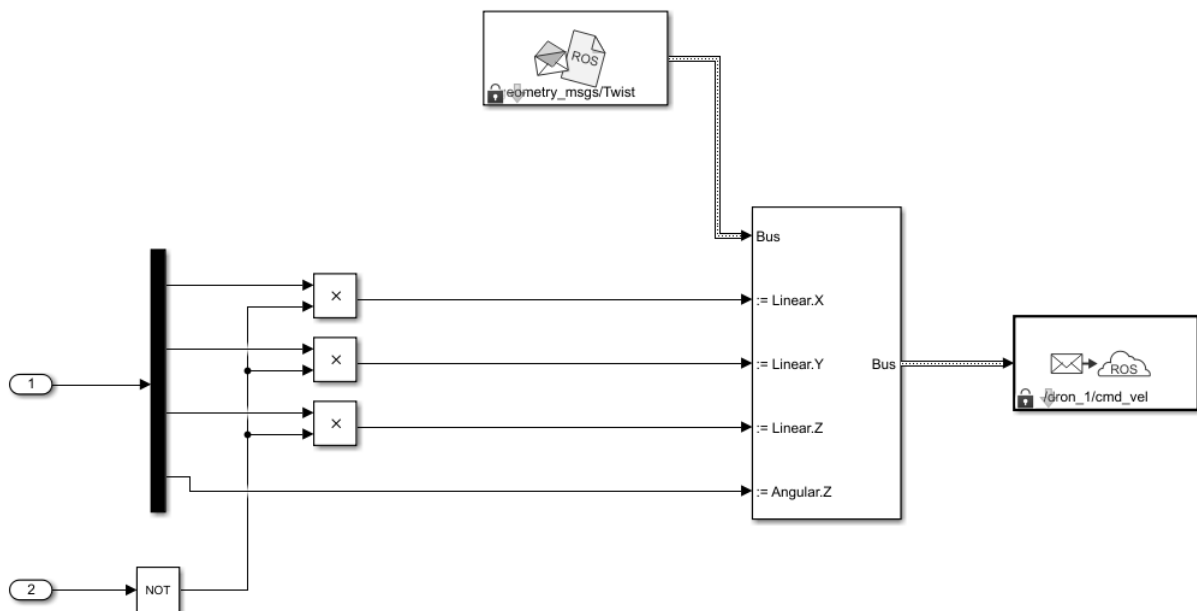 ROS
eometry_msgs/Twist
Bus
×
:= Linear.X
×
:= Linear.Y
Bus
ROS
/dron_1/cmd_vel
1
×
:= Linear.Z
:= Angular.Z
2
NOT